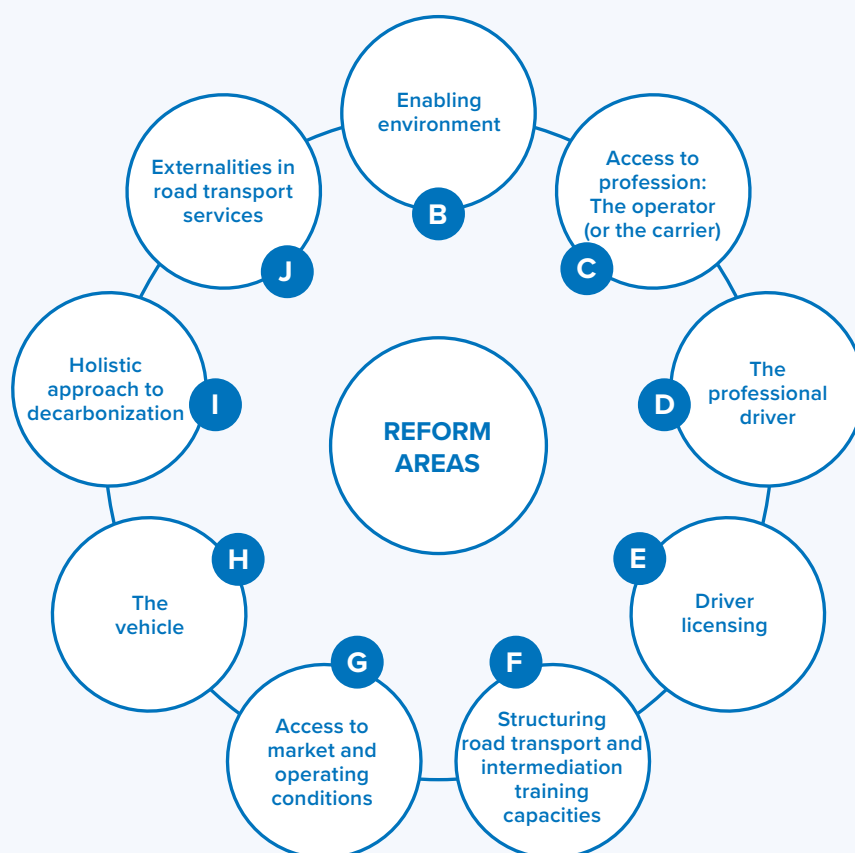 Enabling
environment
B
Access to
profession:
The operator
(or the carrier)
C
The
professional
driver
D
Driver
licensing
E
Structuring
road transport and
intermediation
training
capacities
F
Access to
market and
operating
conditions
G
The
vehicle
H
Holistic
approach to
decarbonization
I
Externalities in
road transport
services
J
REFORM
AREAS